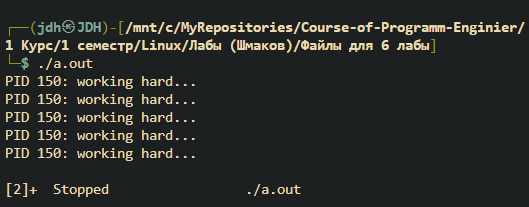 ┌──(jdh㉿JDH)-[/mnt/c/MyRepositories/Course-of-Programm-Enginier/
1 Курс/1 семестр/Linux/Лабы (Шмаков)/Файлы для 6 лабы]
└─$ ./a.out
PID 150: working hard...
PID 150: working hard...
PID 150: working hard...
PID 150: working hard...
PID 150: working hard...
[2]+  Stopped                 ./a.out